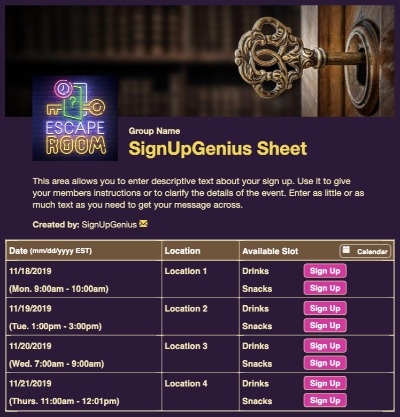 ESCAPE
ROOM
Group Name
SignUpGenius Sheet
This area allows you to enter descriptive text about your sign up. Use it to give
your members instructions or to clarify the details of the event. Enter as little or as
much text as you need to get your message across.
Created by: SignUpGenius
Date (mm/dd/yyyy EST) Location Available Slot Calendar
11/18/2019 Location 1 Drinks Sign Up
(Mon. 9:00am - 10:00am) Snacks Sign Up
11/19/2019 Location 2 Drinks Sign Up
(Tue. 1:00pm - 3:00pm) Snacks Sign Up
11/20/2019 Location 3 Drinks Sign Up
(Wed. 7:00am - 9:00am) Snacks Sign Up
11/21/2019 Location 4 Drinks Sign Up
(Thurs. 11:00am - 12:01pm) Snacks Sign Up